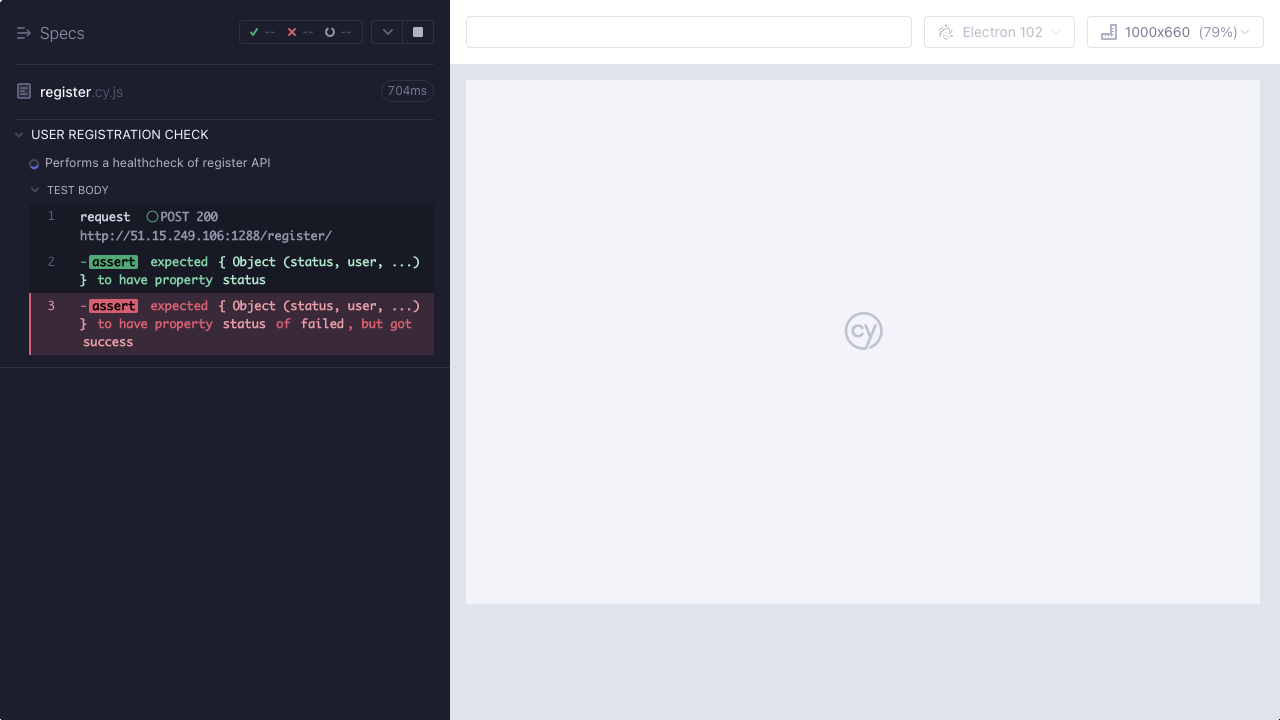 Specs
-- -- --
Electron 102
1000x660 (79%)
register.cy.js
704ms
USER REGISTRATION CHECK
Performs a healthcheck of register API
TEST BODY
1 request POST 200
http://51.15.249.106:1288/register/
2 -assert expected { Object (status, user, ...)
} to have property status
3 -assert expected { Object (status, user, ...)
} to have property status of failed, but got
success
cy